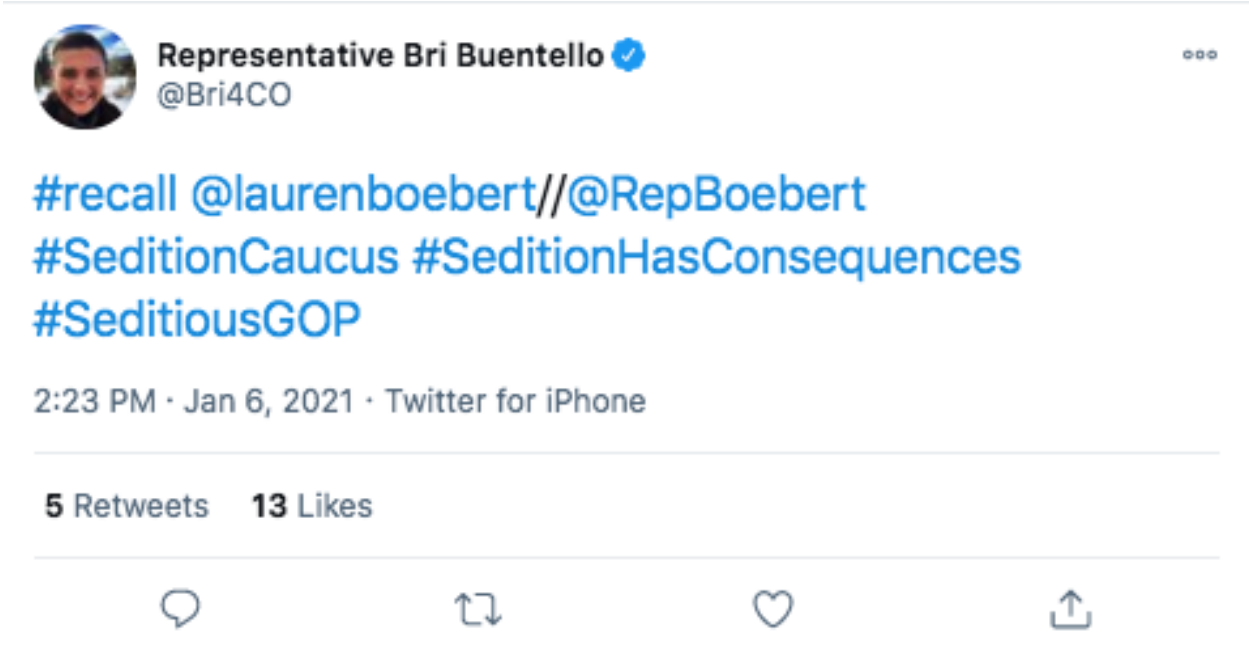 Representative Bri Buentello
@Bri4CO
#recall @laurenboebert//@RepBoebert
#SeditionCaucus #SeditionHasConsequences
#SeditiousGOP
2:23 PM · Jan 6, 2021 · Twitter for iPhone
5 Retweets 13 Likes